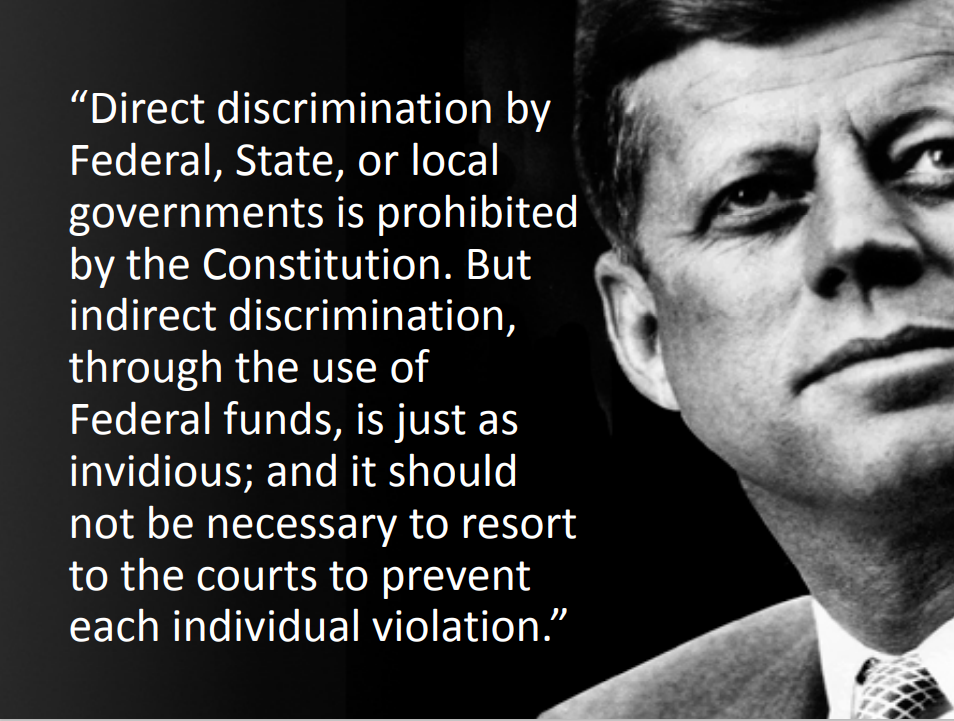 “Direct discrimination by
Federal, State, or local
governments is prohibited
by the Constitution. But
indirect discrimination,
through the use of
Federal funds, is just as
invidious; and it should
not be necessary to resort
to the courts to prevent
each individual violation.”